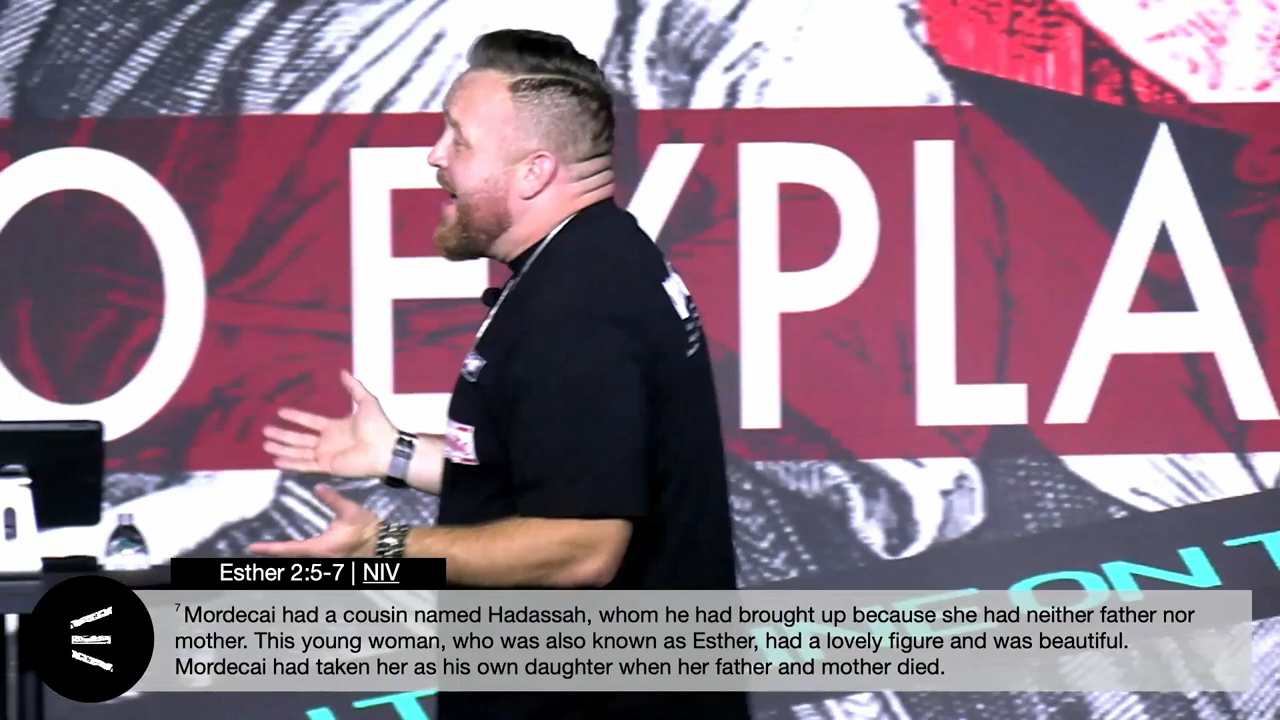 O EXPLA
Esther 2:5-7 | NIV
7 Mordecai had a cousin named Hadassah, whom he had brought up because she had neither father nor
mother. This young woman, who was also known as Esther, had a lovely figure and was beautiful.
Mordecai had taken her as his own daughter when her father and mother died.